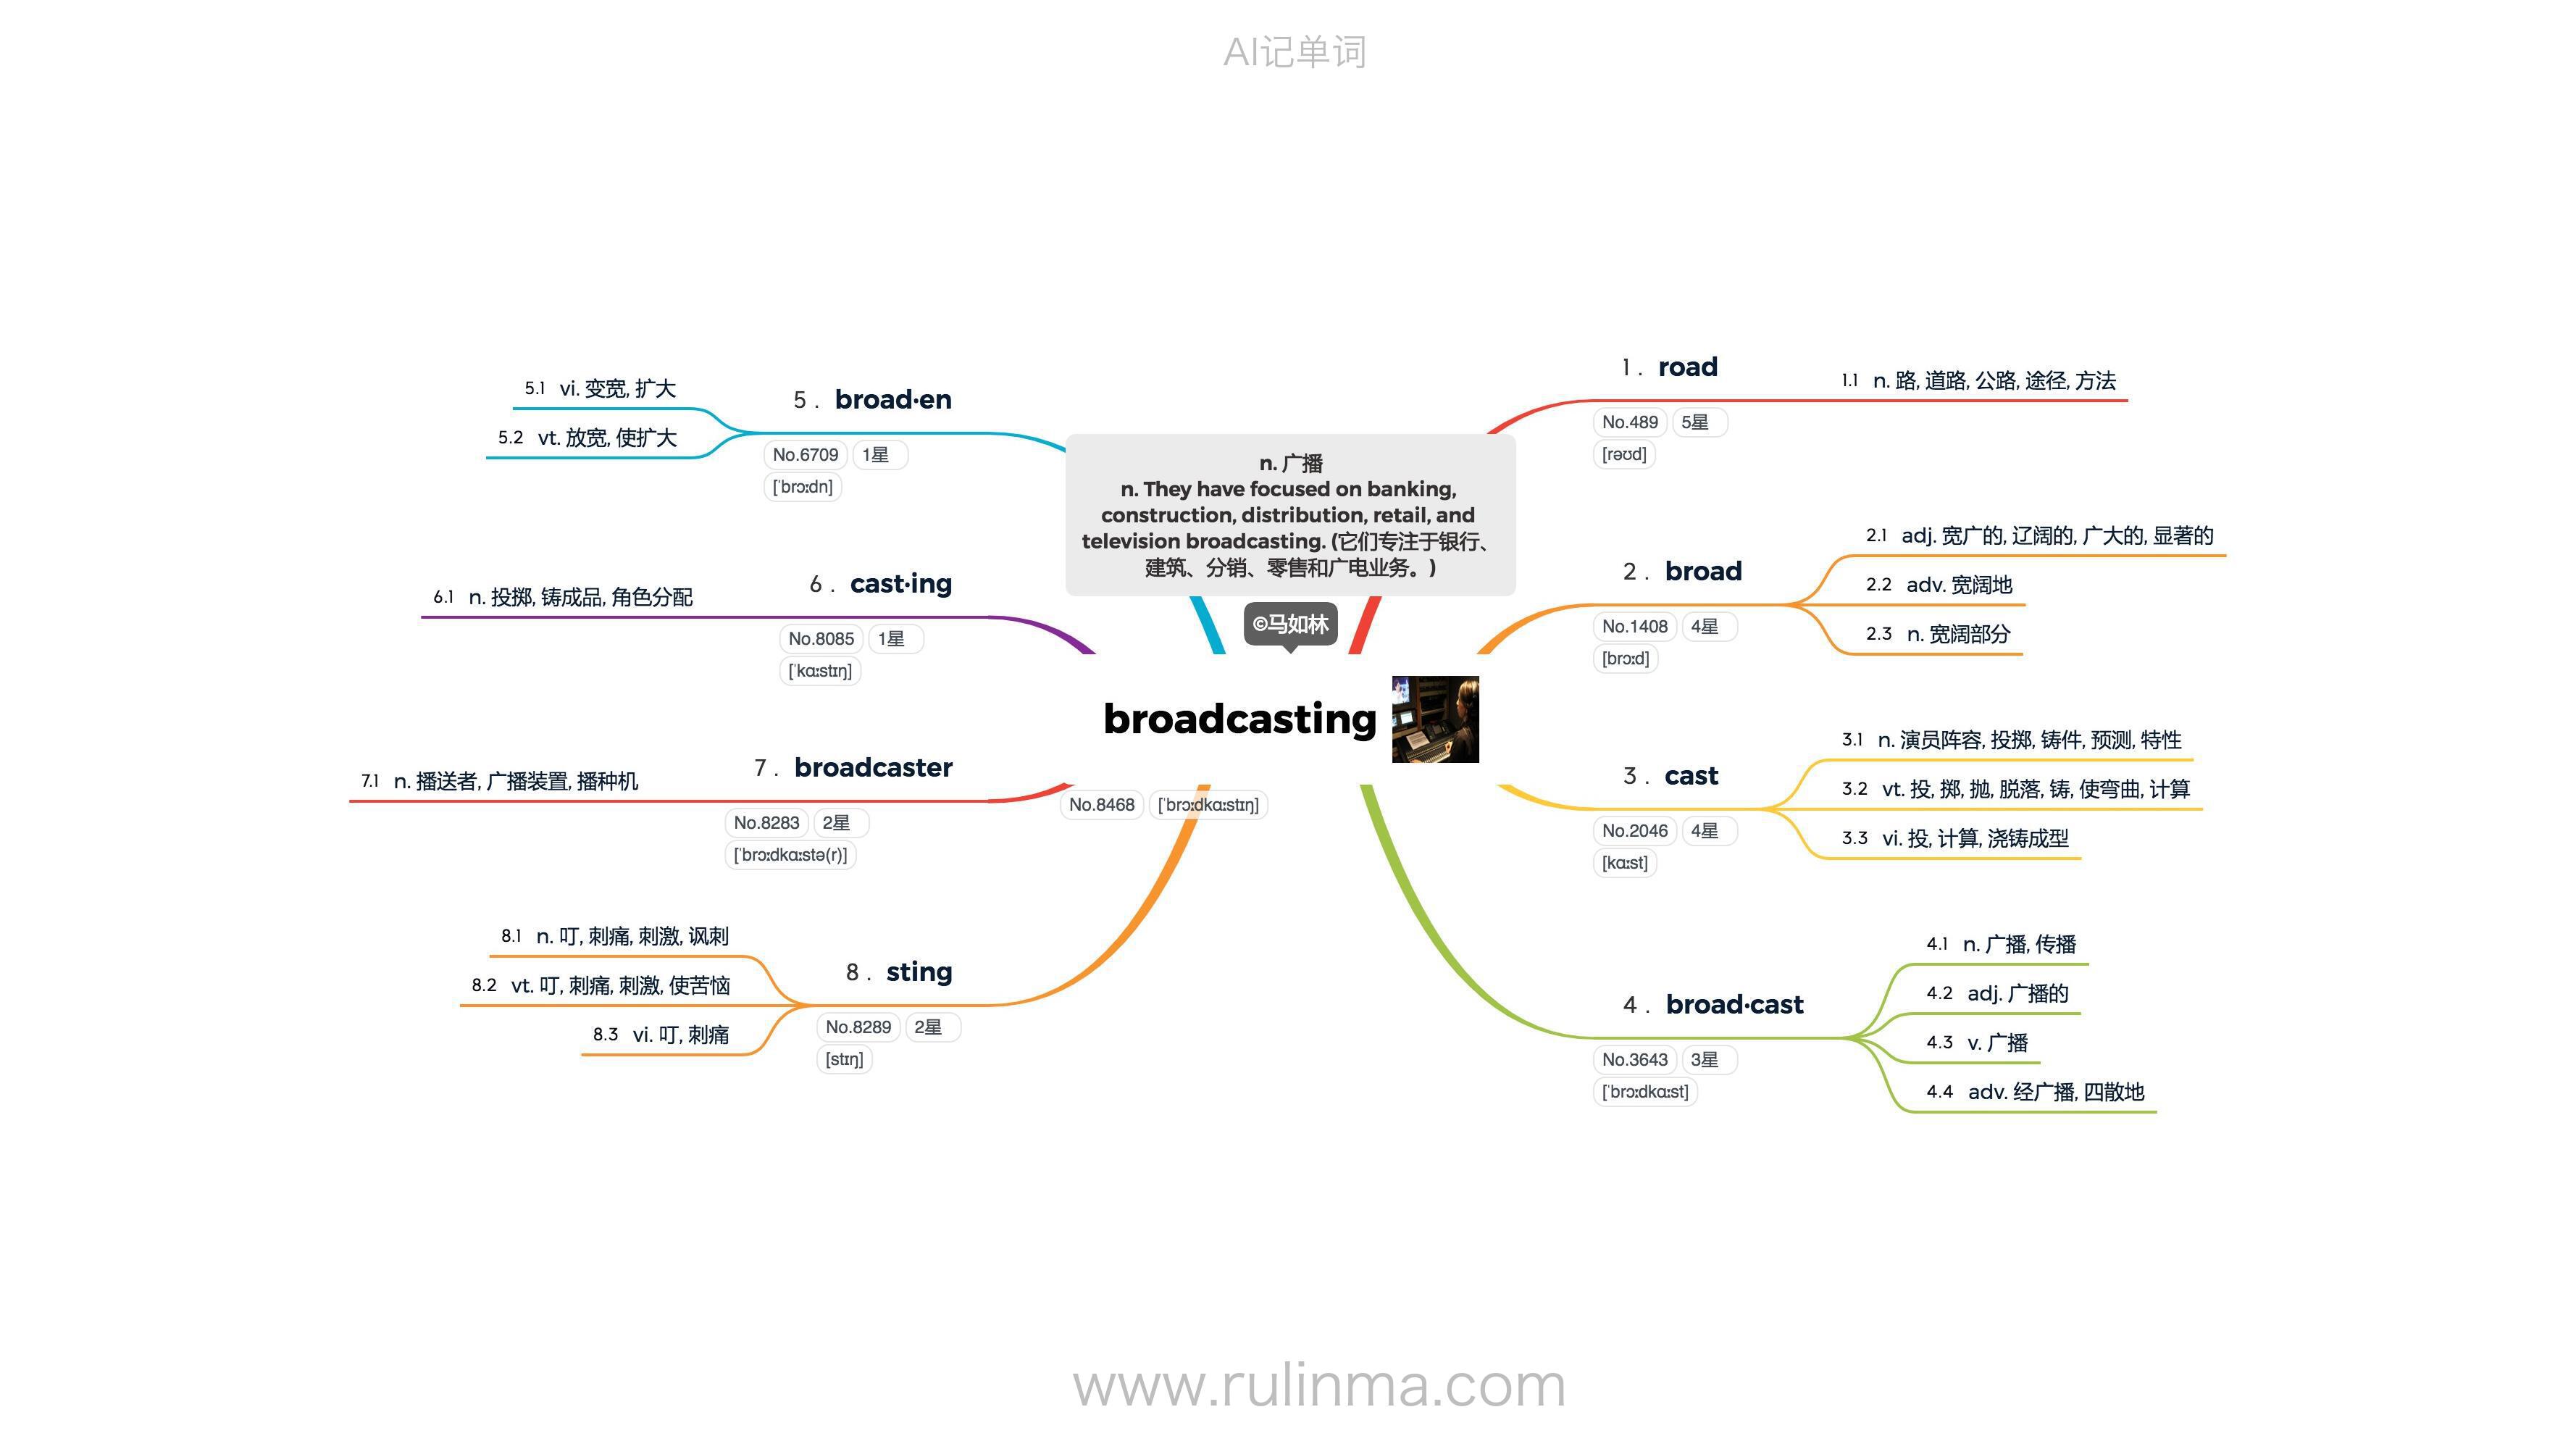 AI记单词
n. 广播
n. They have focused on banking,
construction, distribution, retail, and
television broadcasting. (它们专注于银行、
建筑、分销、零售和广电业务。)
©马如林
broadcasting
No.8468 [ˈbrɔːdkɑːstɪŋ]
1. road
No.489 5星
[rəʊd]
1.1 n. 路, 道路, 公路, 途径, 方法
2. broad
No.1408 4星
[brɔːd]
2.1 adj. 宽广的, 辽阔的, 广大的, 显著的
2.2 adv. 宽阔地
2.3 n. 宽阔部分
3. cast
No.2046 4星
[kɑːst]
3.1 n. 演员阵容, 投掷, 铸件, 预测, 特性
3.2 vt. 投, 掷, 抛, 脱落, 铸, 使弯曲, 计算
3.3 vi. 投, 计算, 浇铸成型
4. broad·cast
No.3643 3星
[ˈbrɔːdkɑːst]
4.1 n. 广播, 传播
4.2 adj. 广播的
4.3 v. 广播
4.4 adv. 经广播, 四散地
5. broad·en
No.6709 1星
[ˈbrɔːdn]
5.1 vi. 变宽, 扩大
5.2 vt. 放宽, 使扩大
6. cast·ing
No.8085 1星
[ˈkɑːstɪŋ]
6.1 n. 投掷, 铸成品, 角色分配
7. broadcaster
No.8283 2星
[ˈbrɔːdkɑːstə(r)]
7.1 n. 播送者, 广播装置, 播种机
8. sting
No.8289 2星
[stɪŋ]
8.1 n. 叮, 刺痛, 刺激, 讽刺
8.2 vt. 叮, 刺痛, 刺激, 使苦恼
8.3 vi. 叮, 刺痛
www.rulinma.com